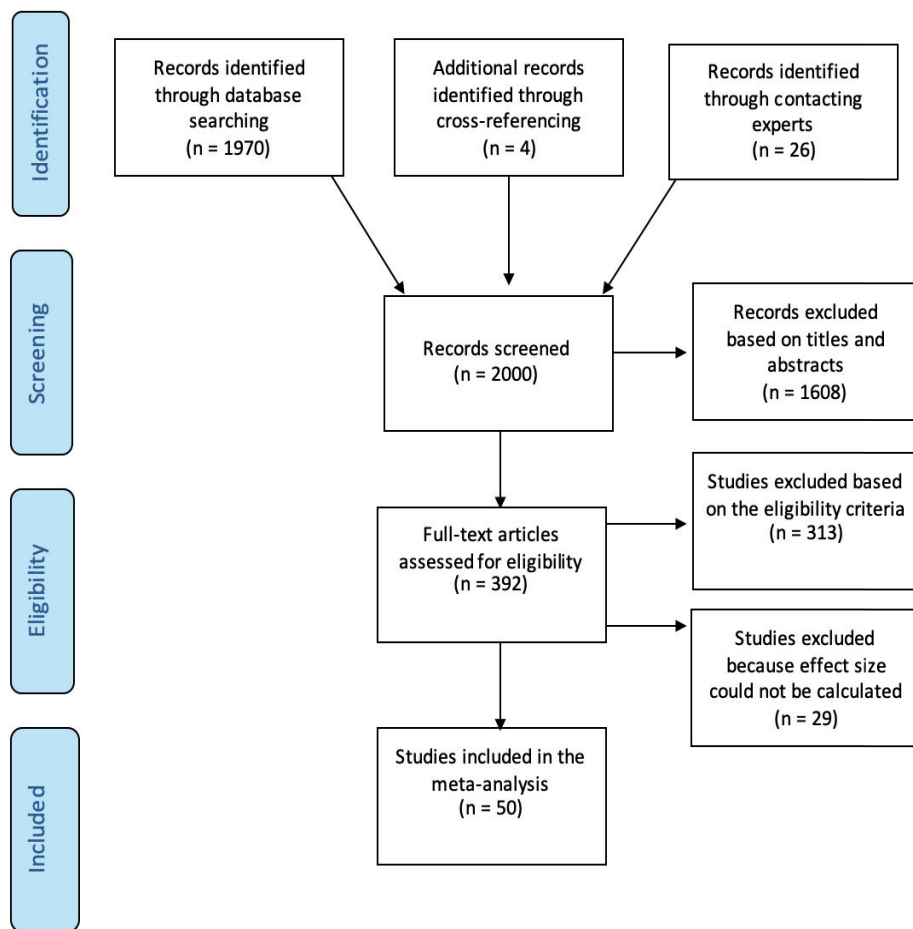 Identification
Records identified
through database
searching
(n = 1970)
Additional records
identified through
cross-referencing
(n = 4)
Records identified
through contacting
experts
(n = 26)
Screening
Records screened
(n = 2000)
Records excluded
based on titles and
abstracts
(n = 1608)
Eligibility
Full-text articles
assessed for eligibility
(n = 392)
Studies excluded based
on the eligibility criteria
(n = 313)
Studies excluded
because effect size
could not be calculated
(n = 29)
Included
Studies included in the
meta-analysis
(n = 50)